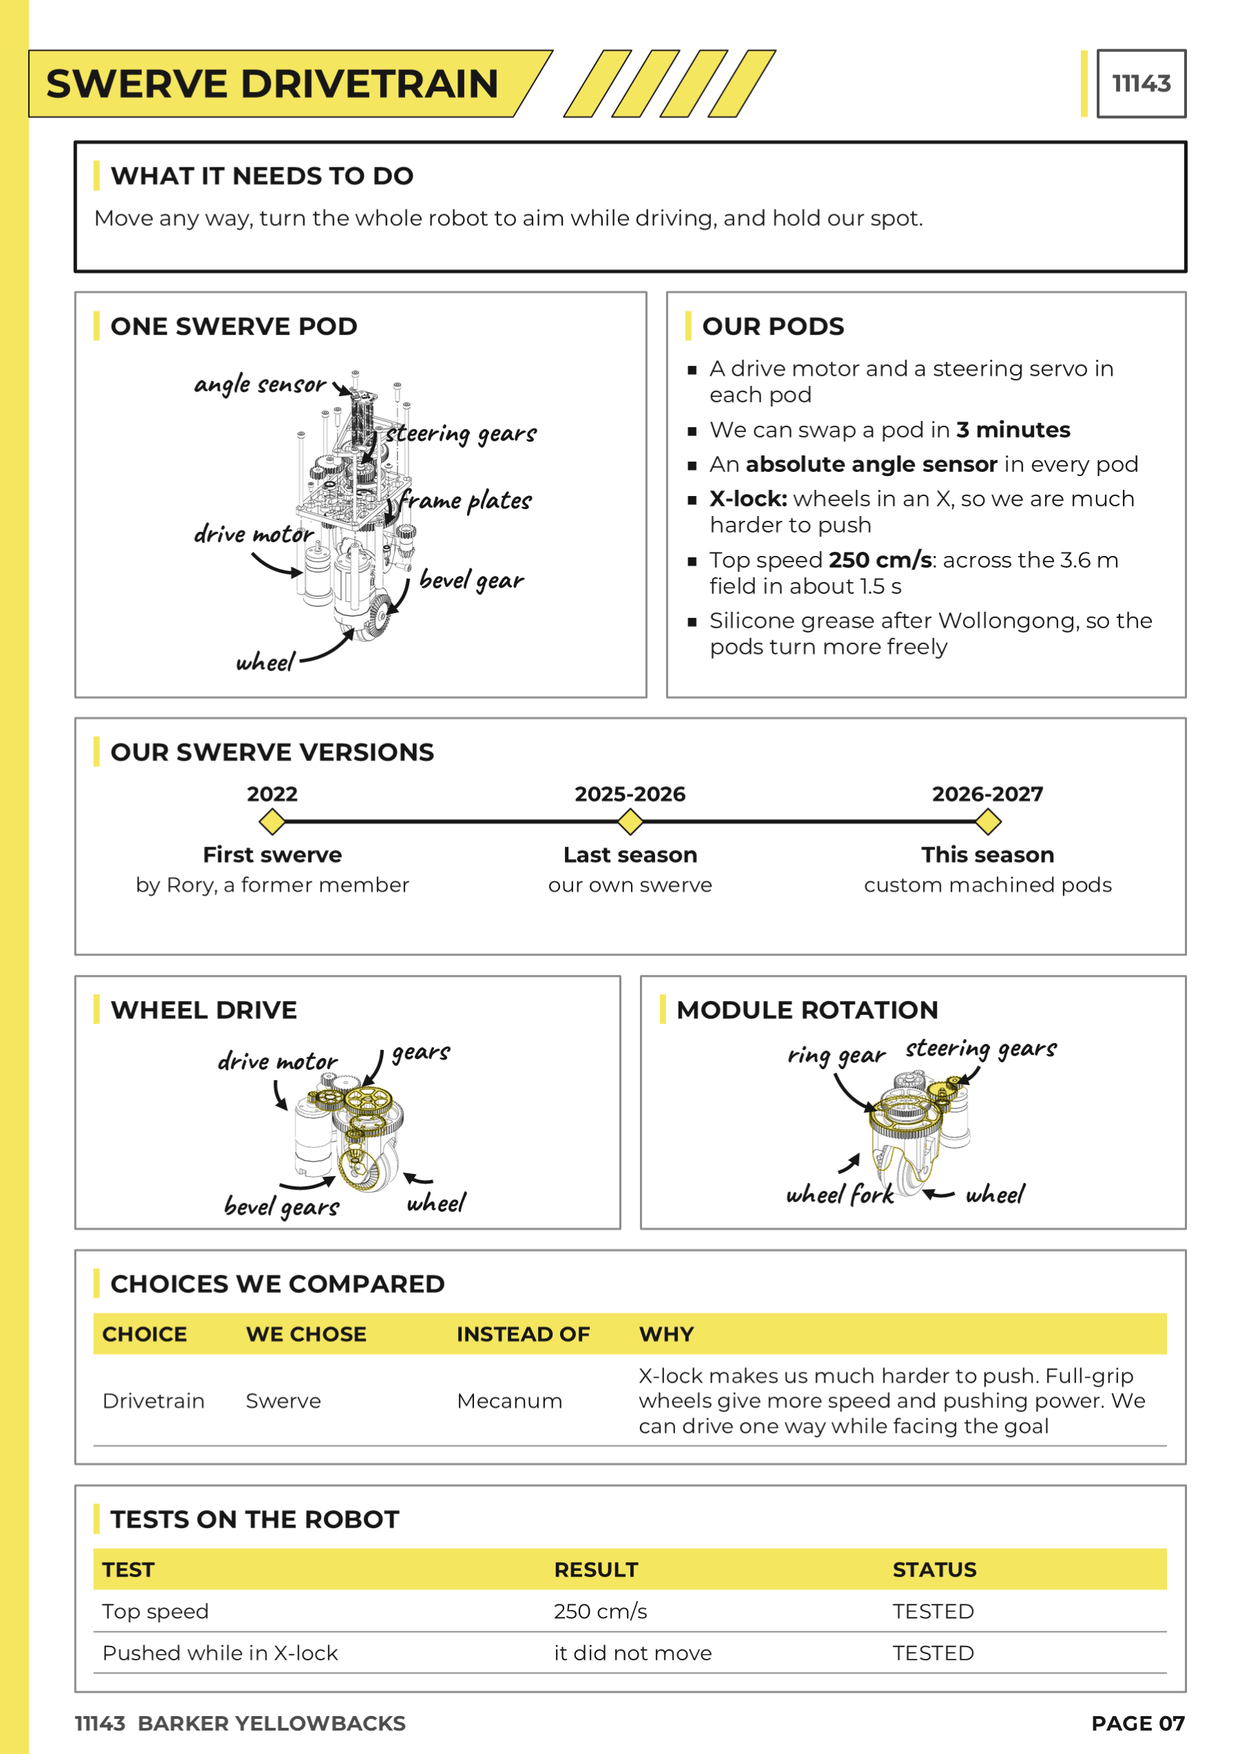 SWERVE DRIVETRAIN
11143
WHAT IT NEEDS TO DO
Move any way, turn the whole robot to aim while driving, and hold our spot.
ONE SWERVE POD
angle sensor
steering gears
frame plates
drive motor
bevel gear
wheel
OUR PODS
▪ A drive motor and a steering servo in
each pod
▪ We can swap a pod in 3 minutes
▪ An absolute angle sensor in every pod
▪ X-lock: wheels in an X, so we are much
harder to push
▪ Top speed 250 cm/s: across the 3.6 m
field in about 1.5 s
▪ Silicone grease after Wollongong, so the
pods turn more freely
OUR SWERVE VERSIONS
2022
First swerve
by Rory, a former member
2025-2026
Last season
our own swerve
2026-2027
This season
custom machined pods
WHEEL DRIVE
drive motor
gears
bevel gears
wheel
MODULE ROTATION
ring gear
steering gears
wheel fork
wheel
CHOICES WE COMPARED
CHOICE WE CHOSE INSTEAD OF WHY
Drivetrain Swerve Mecanum X-lock makes us much harder to push. Full-grip
wheels give more speed and pushing power. We
can drive one way while facing the goal
TESTS ON THE ROBOT
TEST RESULT STATUS
Top speed 250 cm/s TESTED
Pushed while in X-lock it did not move TESTED
11143 BARKER YELLOWBACKS
PAGE 07